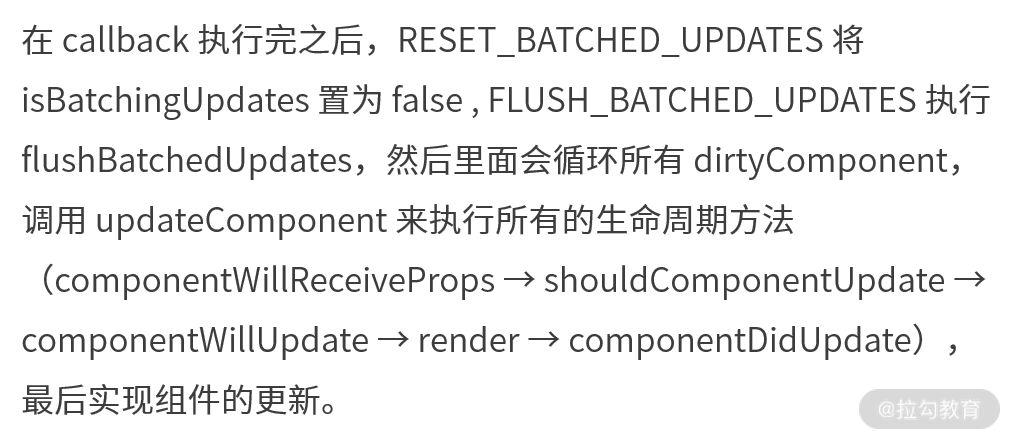 在 callback 执行完之后，RESET_BATCHED_UPDATES 将
isBatchingUpdates 置为 false , FLUSH_BATCHED_UPDATES 执行
flushBatchedUpdates，然后里面会循环所有 dirtyComponent，
调用 updateComponent 来执行所有的生命周期方法
（componentWillReceiveProps → shouldComponentUpdate →
componentWillUpdate → render → componentDidUpdate），
最后实现组件的更新。
@拉勾教育